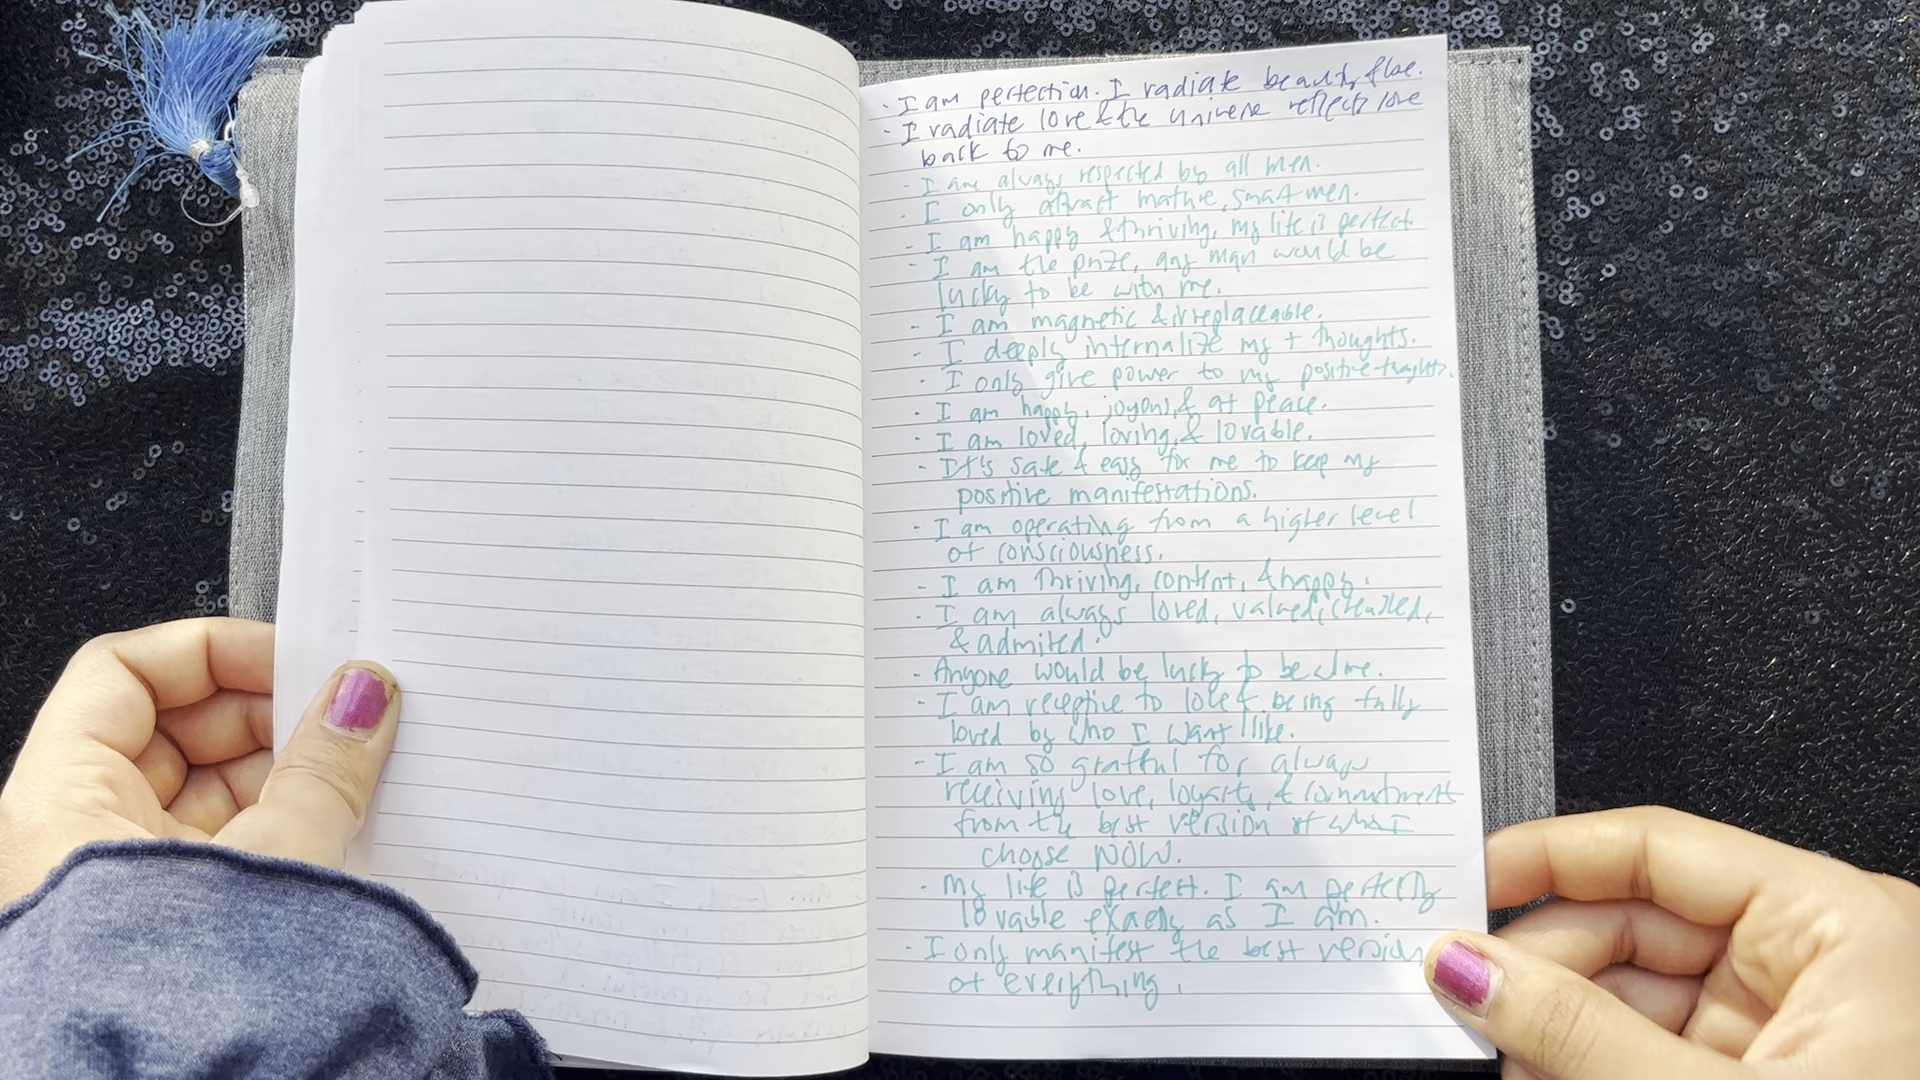 - I am perfection. I radiate beauty & love.
- I radiate love & the universe reflects love
back to me.
- I am always respected by all men.
- I only attract mature, smart men.
- I am happy & thriving, my life is perfect.
- I am the prize, any man would be
lucky to be with me.
- I am magnetic & irreplaceable.
- I deeply internalize my + thoughts.
- I only give power to my positive thoughts.
- I am happy, joyous, & at peace.
- I am loved, loving, & lovable.
- It's safe & easy for me to keep my
positive manifestations.
- I am operating from a higher level
of consciousness.
- I am thriving, content, & happy.
- I am always loved, valued, cherished,
& admired.
- Anyone would be lucky to be w/ me.
- I am receptive to love & being fully
loved by who I want/like.
- I am so grateful for always
receiving love, loyalty, & commitment
from the best version of who I
choose NOW.
- My life is perfect. I am perfectly
lovable exactly as I am.
- I only manifest the best version
of everything.